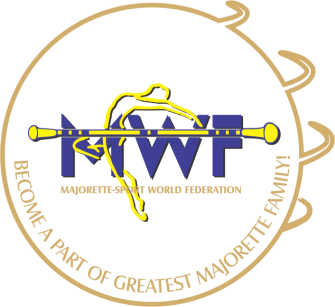 MWF
MAJORETTE-SPORT WORLD FEDERATION
BECOME A PART OF GREATEST MAJORETTE FAMILY!